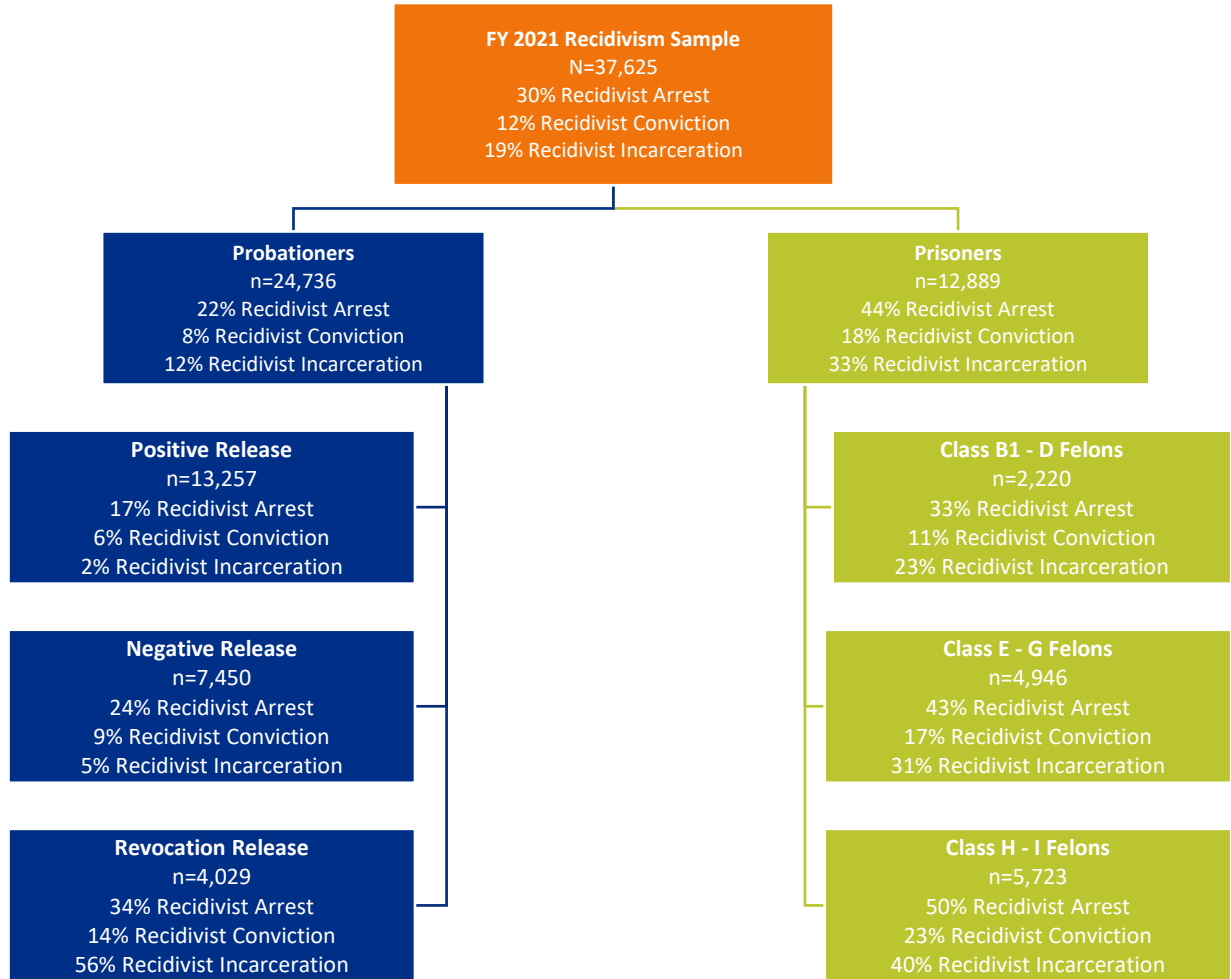 FY 2021 Recidivism Sample
N=37,625
30% Recidivist Arrest
12% Recidivist Conviction
19% Recidivist Incarceration
Probationers
n=24,736
22% Recidivist Arrest
8% Recidivist Conviction
12% Recidivist Incarceration
Positive Release
n=13,257
17% Recidivist Arrest
6% Recidivist Conviction
2% Recidivist Incarceration
Negative Release
n=7,450
24% Recidivist Arrest
9% Recidivist Conviction
5% Recidivist Incarceration
Revocation Release
n=4,029
34% Recidivist Arrest
14% Recidivist Conviction
56% Recidivist Incarceration
Prisoners
n=12,889
44% Recidivist Arrest
18% Recidivist Conviction
33% Recidivist Incarceration
Class B1 - D Felons
n=2,220
33% Recidivist Arrest
11% Recidivist Conviction
23% Recidivist Incarceration
Class E - G Felons
n=4,946
43% Recidivist Arrest
17% Recidivist Conviction
31% Recidivist Incarceration
Class H - I Felons
n=5,723
50% Recidivist Arrest
23% Recidivist Conviction
40% Recidivist Incarceration